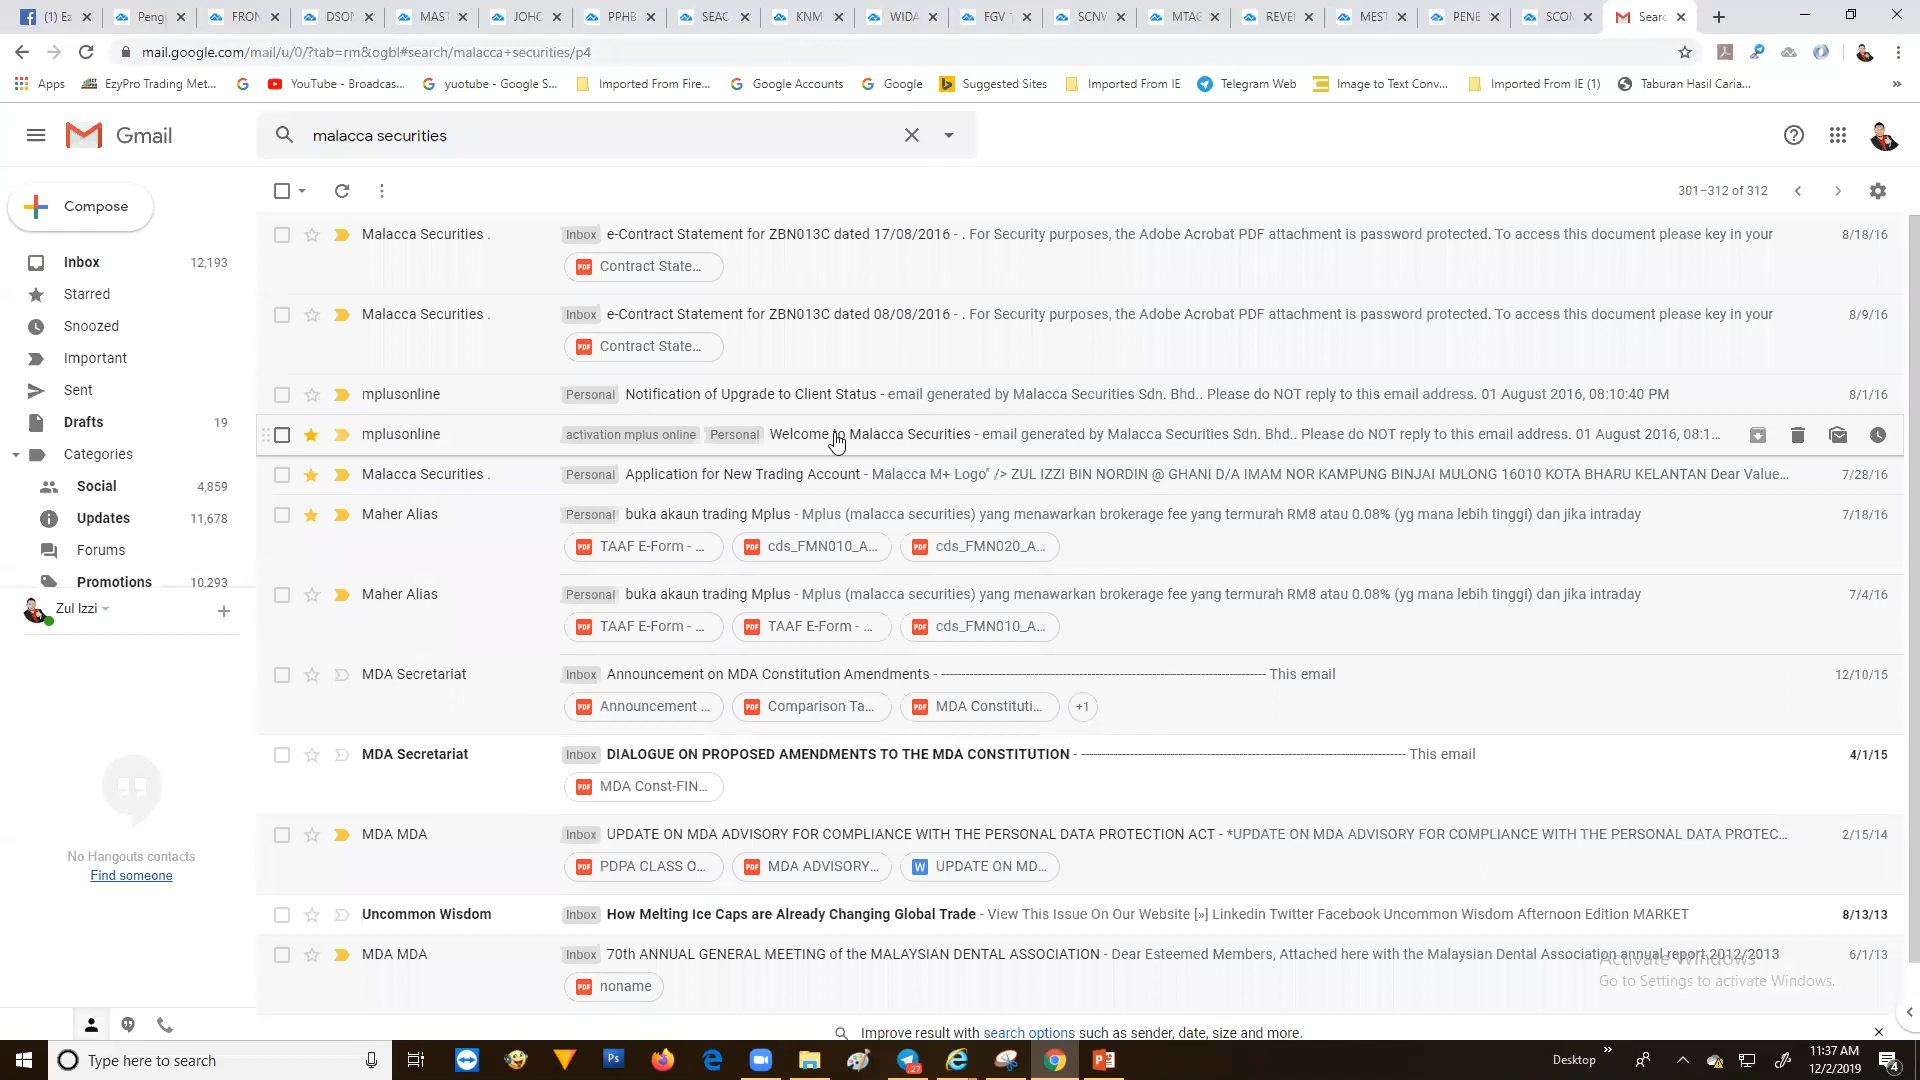 (1) Ez
Pengi
FRON
DSON
MAST
JOHC
PPHB
SEAC
KNM
WIDA
FGV
SCNV
MTAG
REVEI
MEST
PENE
SCOM
Searc
mail.google.com/mail/u/0/?tab=rm&ogbl#search/malacca+securities/p4
Apps EzyPro Trading Met... YouTube - Broadcas... yuotube - Google S... Imported From Fire... Google Accounts Google Suggested Sites Imported From IE Telegram Web Image to Text Conv... Imported From IE (1) Taburan Hasil Caria... »
Gmail
malacca securities
Compose
301–312 of 312
Inbox 12,193
Starred
Snoozed
Important
Sent
Drafts 19
Categories
Social 4,859
Updates 11,678
Forums
Promotions 10,293
Zul Izzi
No Hangouts contacts
Find someone
Malacca Securities . Inbox e-Contract Statement for ZBN013C dated 17/08/2016 - . For Security purposes, the Adobe Acrobat PDF attachment is password protected. To access this document please key in your 8/18/16
PDF Contract State...
Malacca Securities . Inbox e-Contract Statement for ZBN013C dated 08/08/2016 - . For Security purposes, the Adobe Acrobat PDF attachment is password protected. To access this document please key in your 8/9/16
PDF Contract State...
mplusonline Personal Notification of Upgrade to Client Status - email generated by Malacca Securities Sdn. Bhd.. Please do NOT reply to this email address. 01 August 2016, 08:10:40 PM 8/1/16
mplusonline activation mplus online Personal Welcome to Malacca Securities - email generated by Malacca Securities Sdn. Bhd.. Please do NOT reply to this email address. 01 August 2016, 08:1...
Malacca Securities . Personal Application for New Trading Account - Malacca M+ Logo" /> ZUL IZZI BIN NORDIN @ GHANI D/A IMAM NOR KAMPUNG BINJAI MULONG 16010 KOTA BHARU KELANTAN Dear Value... 7/28/16
Maher Alias Personal buka akaun trading Mplus - Mplus (malacca securities) yang menawarkan brokerage fee yang termurah RM8 atau 0.08% (yg mana lebih tinggi) dan jika intraday 7/18/16
PDF TAAF E-Form - ... PDF cds_FMN010_A... PDF cds_FMN020_A...
Maher Alias Personal buka akaun trading Mplus - Mplus (malacca securities) yang menawarkan brokerage fee yang termurah RM8 atau 0.08% (yg mana lebih tinggi) dan jika intraday 7/4/16
PDF TAAF E-Form - ... PDF TAAF E-Form - ... PDF cds_FMN010_A...
MDA Secretariat Inbox Announcement on MDA Constitution Amendments - ---------- This email 12/10/15
PDF Announcement ... PDF Comparison Ta... PDF MDA Constituti... +1
MDA Secretariat Inbox DIALOGUE ON PROPOSED AMENDMENTS TO THE MDA CONSTITUTION - ---------- This email 4/1/15
PDF MDA Const-FIN...
MDA MDA Inbox UPDATE ON MDA ADVISORY FOR COMPLIANCE WITH THE PERSONAL DATA PROTECTION ACT - *UPDATE ON MDA ADVISORY FOR COMPLIANCE WITH THE PERSONAL DATA PROTEC... 2/15/14
PDF PDPA CLASS O... PDF MDA ADVISORY... W UPDATE ON MD...
Uncommon Wisdom Inbox How Melting Ice Caps are Already Changing Global Trade - View This Issue On Our Website [»] Linkedin Twitter Facebook Uncommon Wisdom Afternoon Edition MARKET 8/13/13
MDA MDA Inbox 70th ANNUAL GENERAL MEETING of the MALAYSIAN DENTAL ASSOCIATION - Dear Esteemed Members, Attached here with the Malaysian Dental Association annual report 2012/2013 6/1/13
PDF noname
Activate Windows
Go to Settings to activate Windows.
Improve result with search options such as sender, date, size and more.
Type here to search
Ps
27
Desktop »
11:37 AM
12/2/2019
4